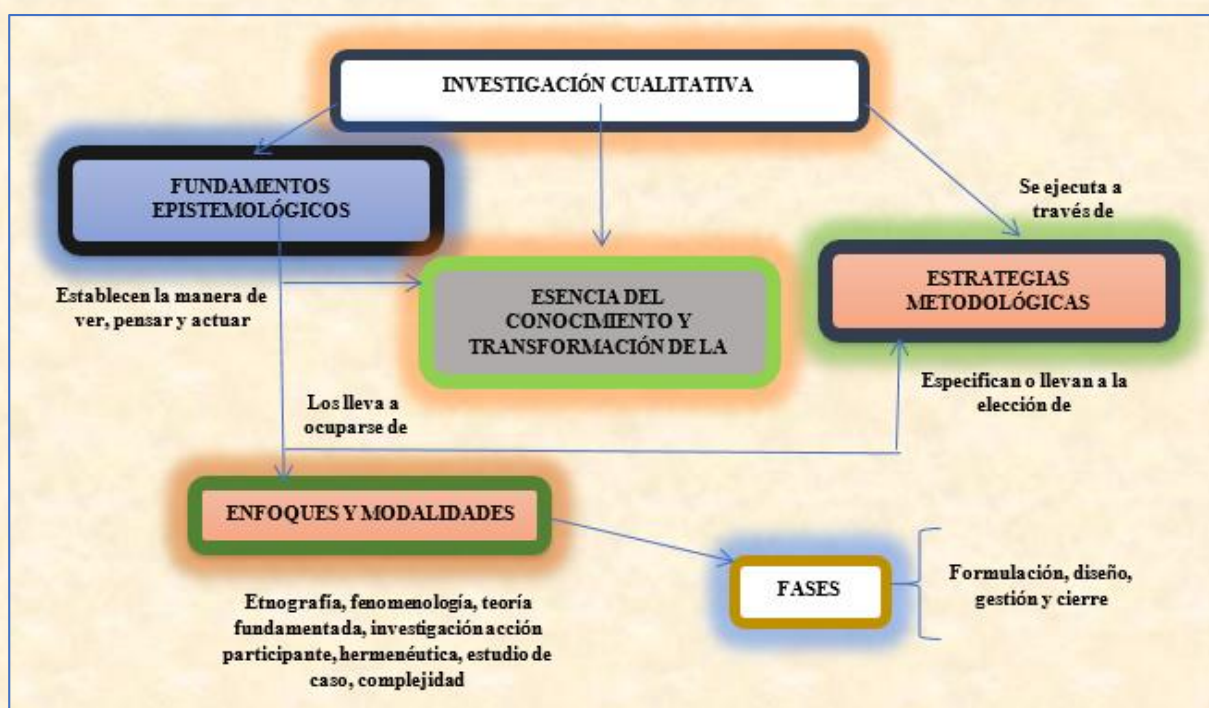 INVESTIGACIÓN CUALITATIVA
FUNDAMENTOS
EPISTEMOLÓGICOS
Se ejecuta a
través de
Establecen la manera de
ver, pensar y actuar
ESENCIA DEL
CONOCIMIENTO Y
TRANSFORMACIÓN DE LA
ESTRATEGIAS
METODOLÓGICAS
Los lleva a
ocuparse de
Especifican o llevan a la
elección de
ENFOQUES Y MODALIDADES
FASES
Formulación, diseño,
gestión y cierre
Etnografía, fenomenología, teoría
fundamentada, investigación acción
participante, hermenéutica, estudio de
caso, complejidad